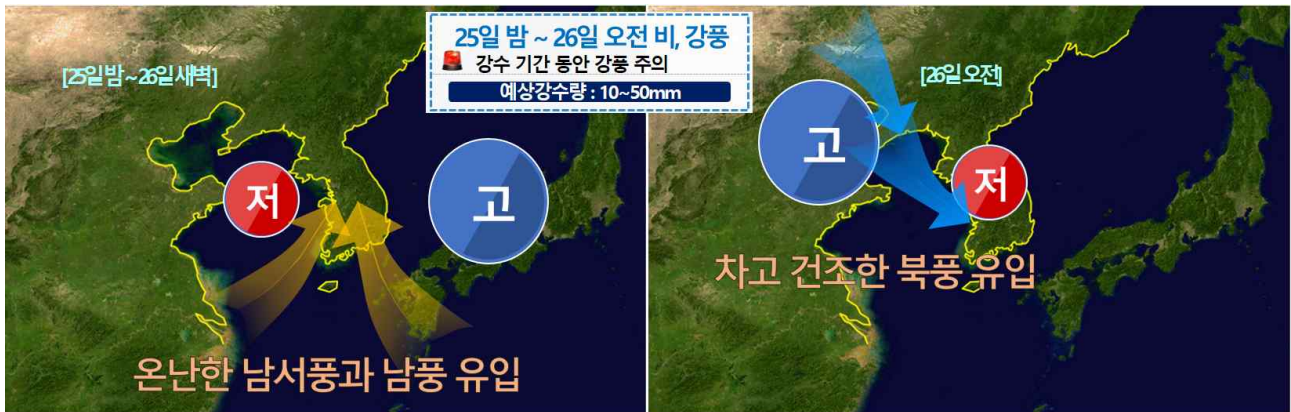 25일 밤 ~ 26일 오전 비, 강풍
강수 기간 동안 강풍 주의
예상강수량 : 10~50mm
[25일 밤~26일 새벽]
저
고
온난한 남서풍과 남풍 유입
[26일 오전]
고
저
차고 건조한 북풍 유입